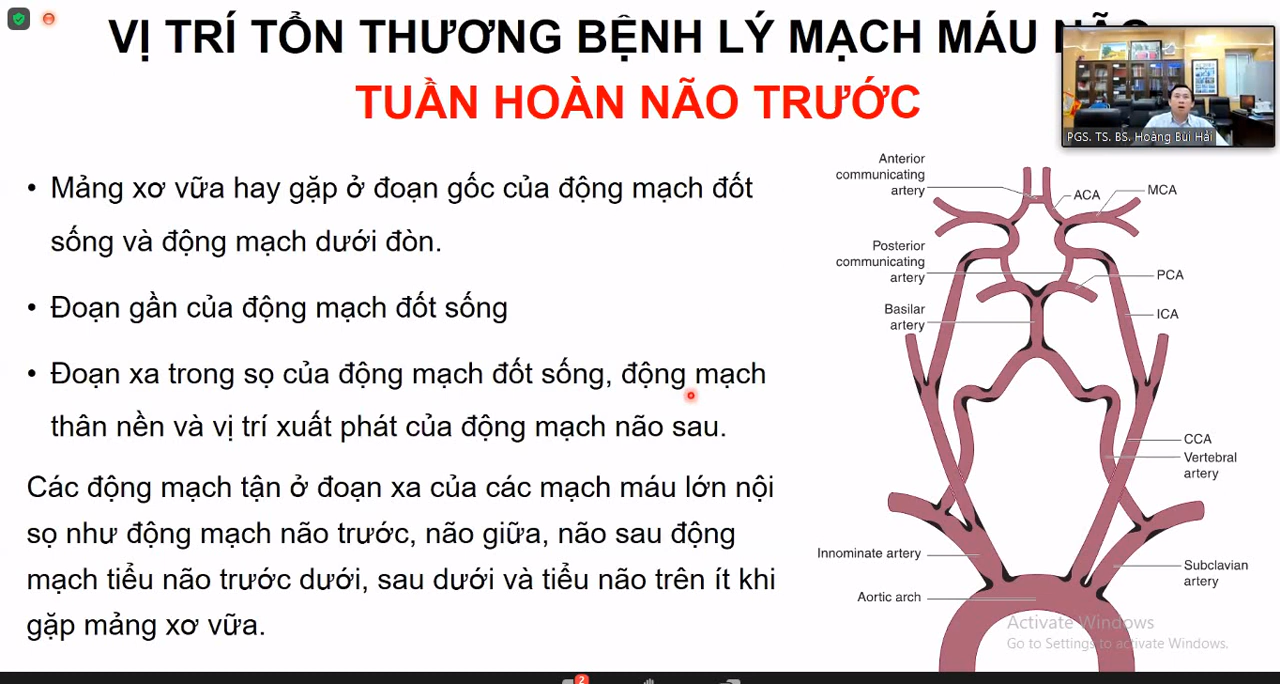 VỊ TRÍ TỔN THƯƠNG BỆNH LÝ MẠCH MÁU NÃO
TUẦN HOÀN NÃO TRƯỚC
PGS. TS. BS. Hoàng Bùi Hải
• Mảng xơ vữa hay gặp ở đoạn gốc của động mạch đốt
sống và động mạch dưới đòn.
• Đoạn gần của động mạch đốt sống
• Đoạn xa trong sọ của động mạch đốt sống, động mạch
thân nền và vị trí xuất phát của động mạch não sau.
Các động mạch tận ở đoạn xa của các mạch máu lớn nội
sọ như động mạch não trước, não giữa, não sau động
mạch tiểu não trước dưới, sau dưới và tiểu não trên ít khi
gặp mảng xơ vữa.
Anterior
communicating
artery
ACA
MCA
Posterior
communicating
artery
PCA
Basilar
artery
ICA
CCA
Vertebral
artery
Innominate artery
Subclavian
artery
Aortic arch
Activate Windows
Go to Settings to activate Windows.
2